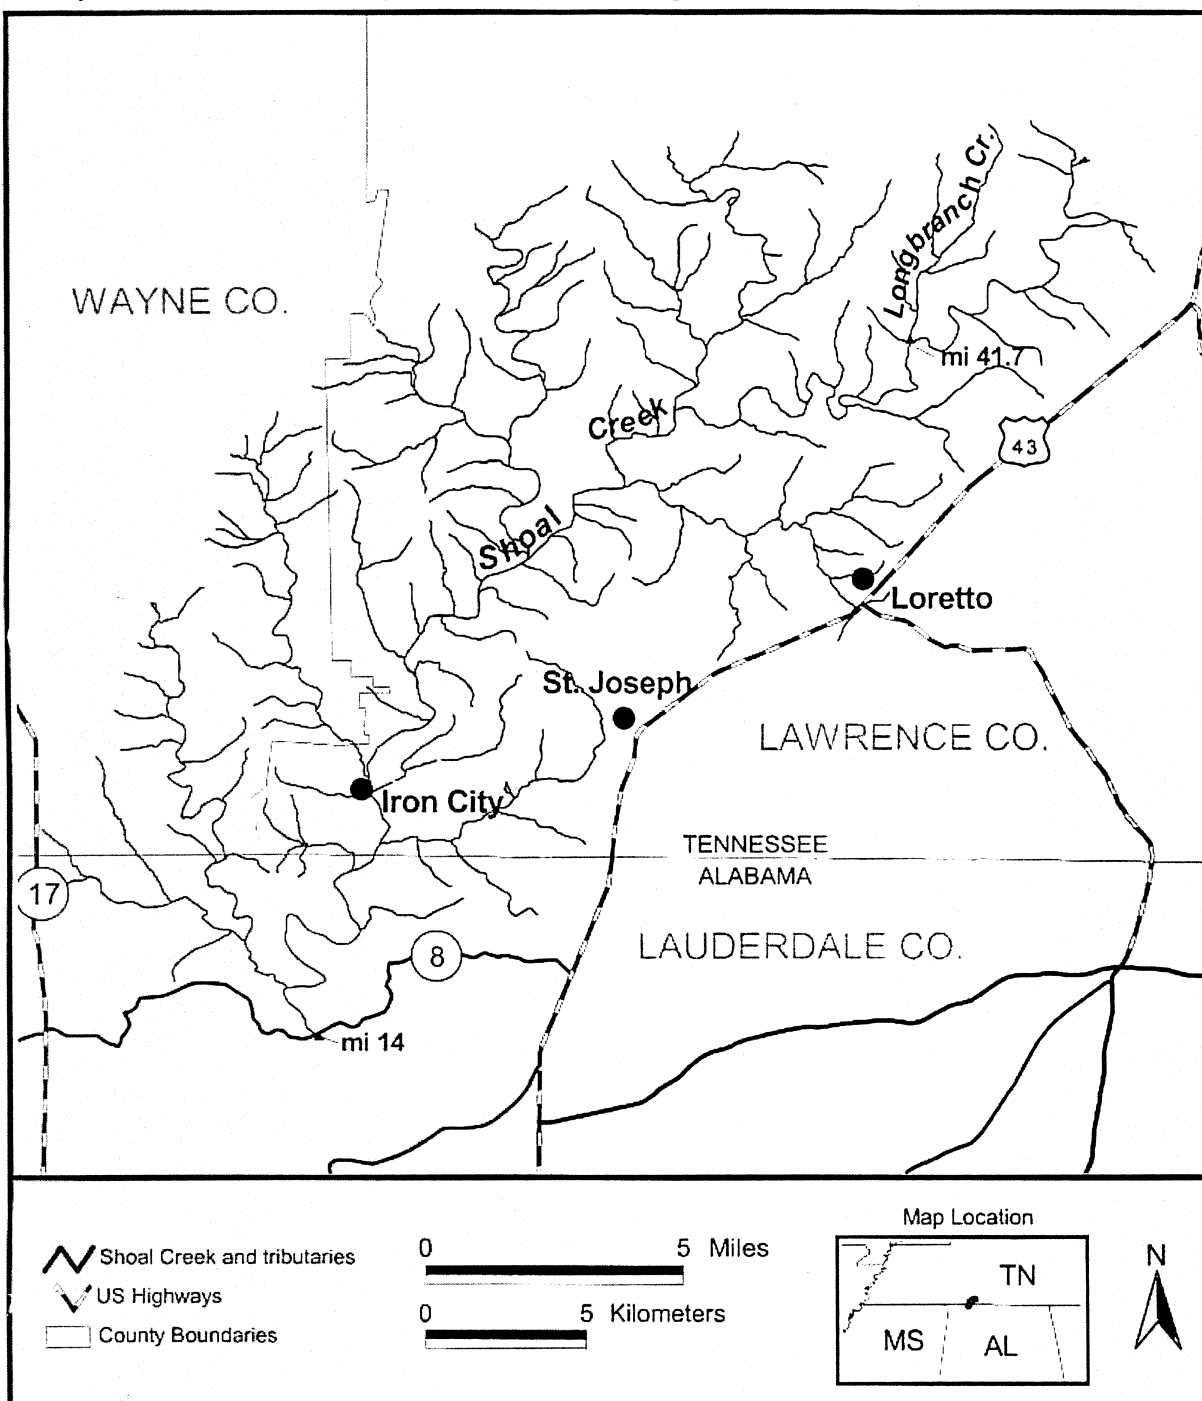 Longbranch Cr.
WAYNE CO.
mi 41.7
Creek
43
Shoal
Loretto
St. Joseph
LAWRENCE CO.
Iron City
TENNESSEE
ALABAMA
17
LAUDERDALE CO.
8
mi 14
Map Location
Shoal Creek and tributaries
US Highways
County Boundaries
0 5 Miles
0 5 Kilometers
TN
MS AL
N